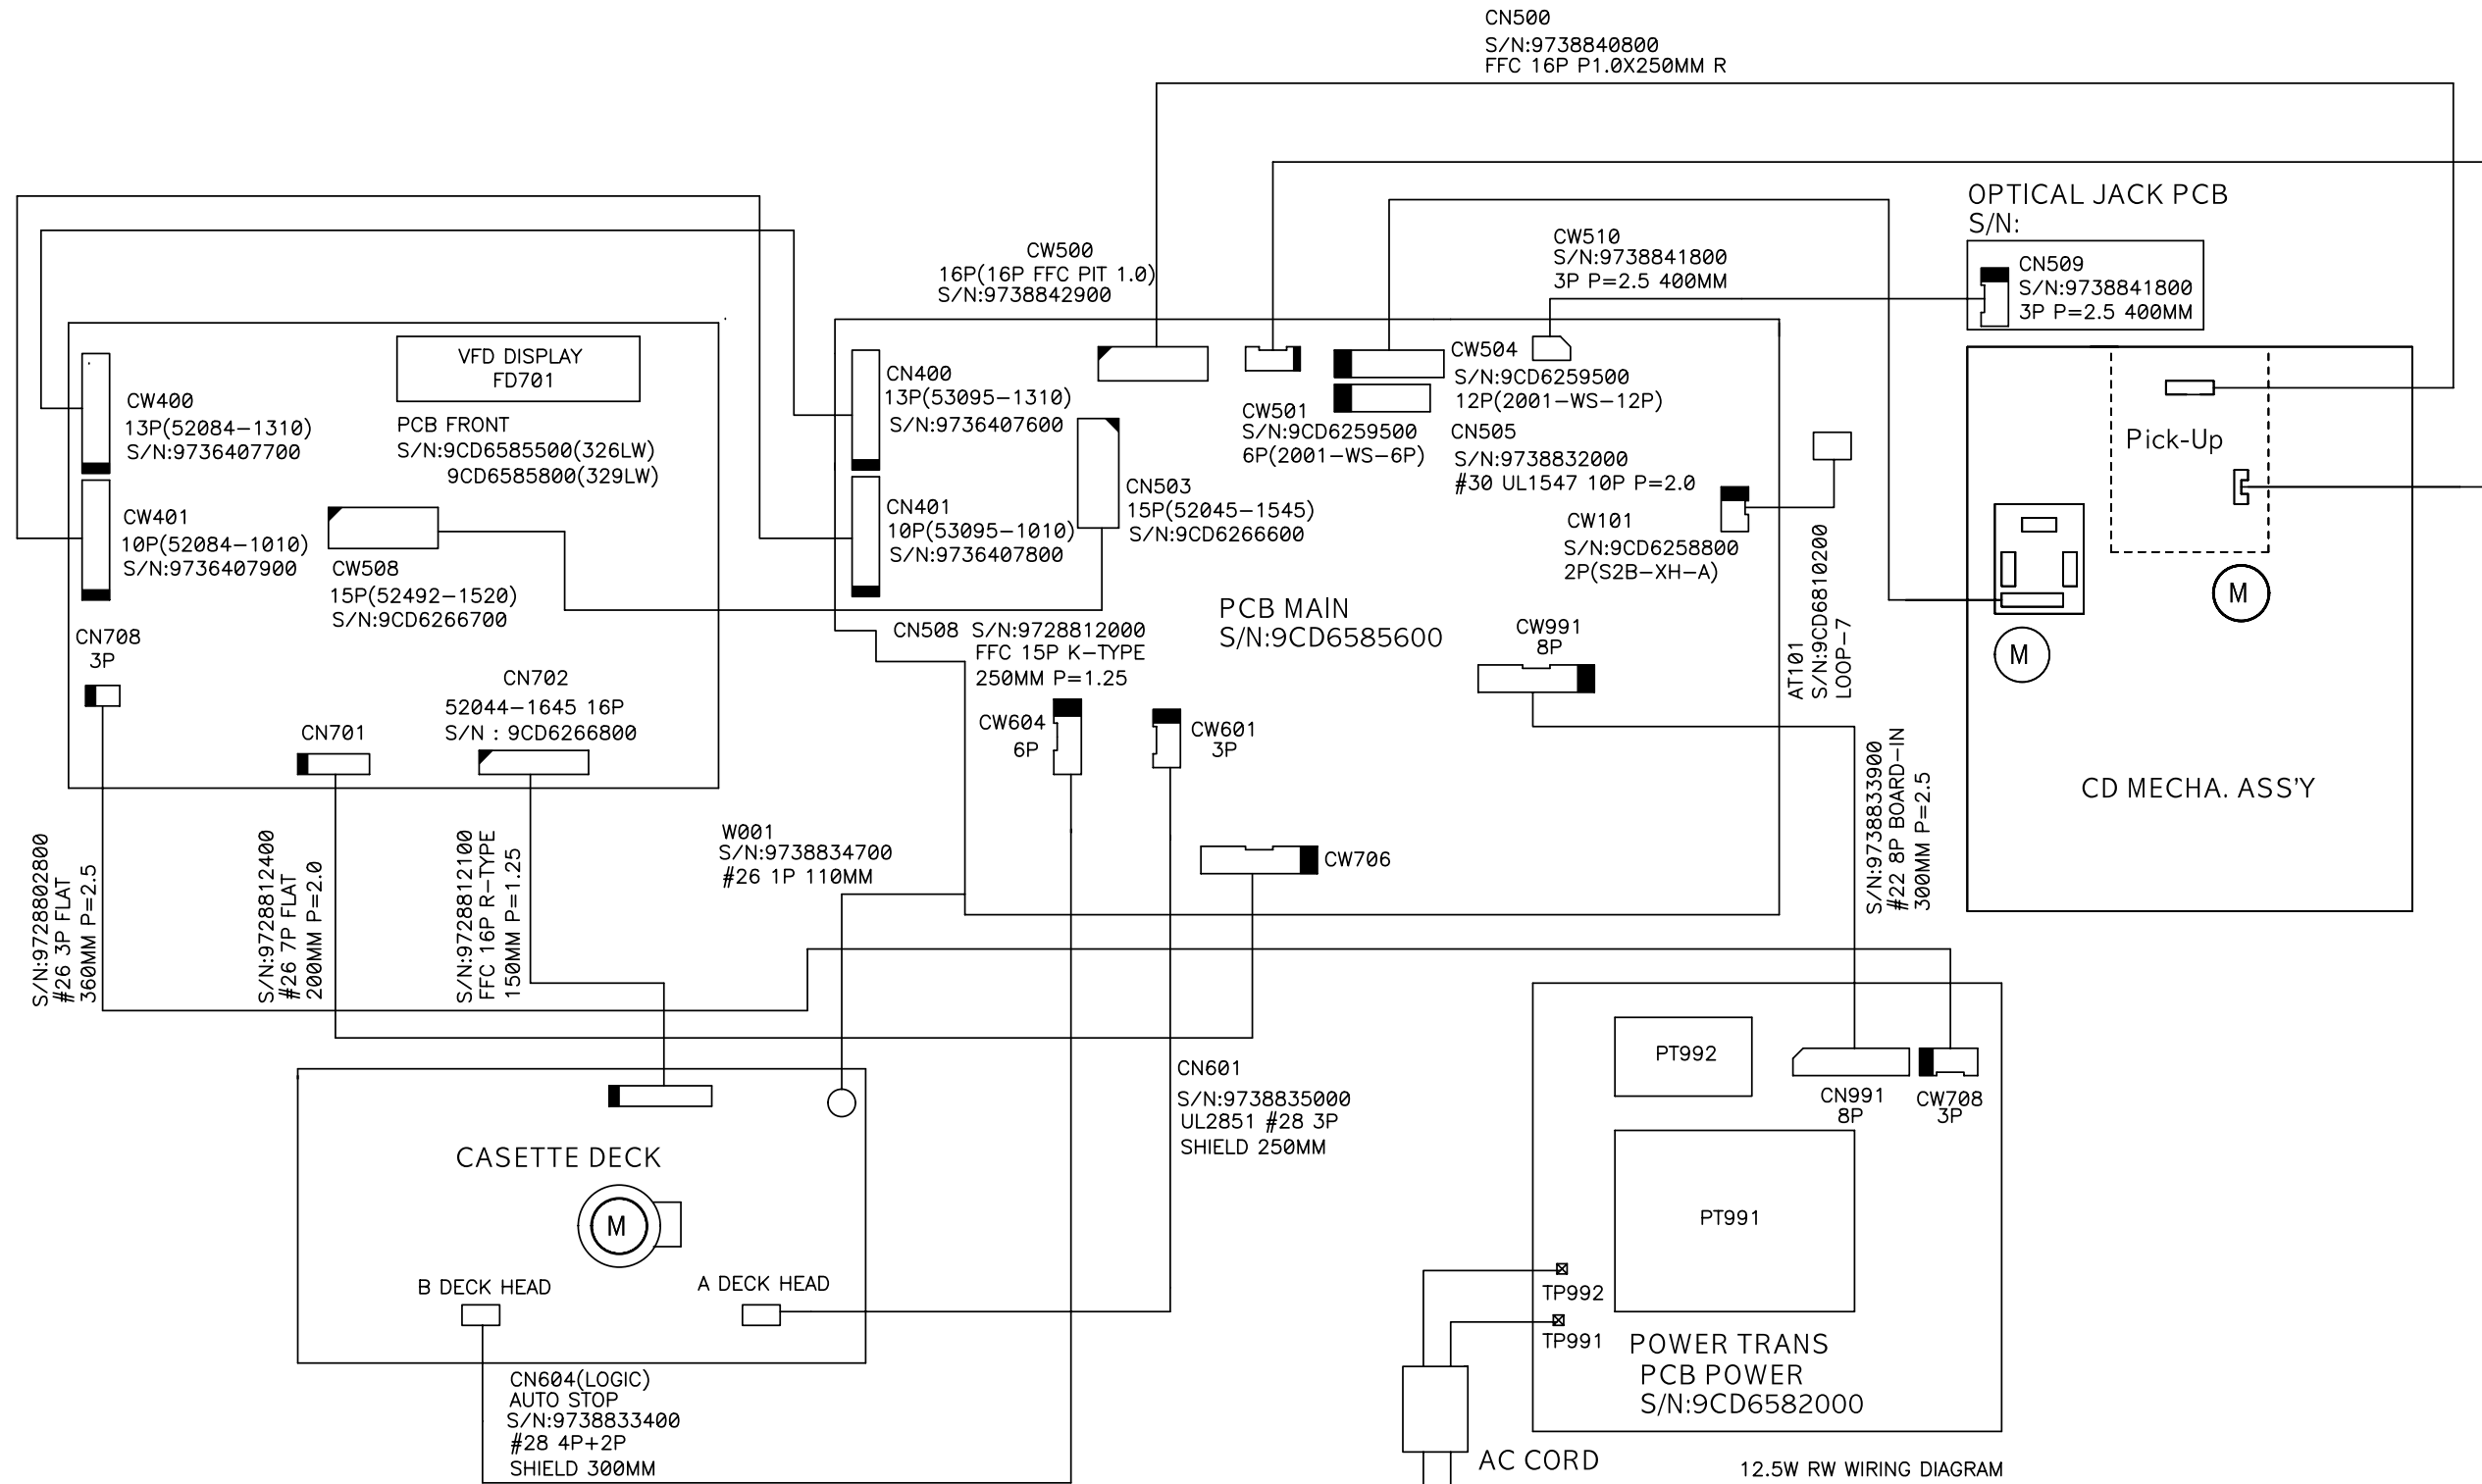 CN500
S/N:9738840800
FFC 16P P1.0X250MM R
OPTICAL JACK PCB
S/N:
CN509
S/N:9738841800
3P P=2.5 400MM
CW510
S/N:9738841800
3P P=2.5 400MM
CW500
16P(16P FFC PIT 1.0)
S/N:9738842900
VFD DISPLAY
FD701
PCB FRONT
S/N:9CD6585500(326LW)
9CD6585800(329LW)
CW400
13P(52084-1310)
S/N:9736407700
CW401
10P(52084-1010)
S/N:9736407900
CW508
15P(52492-1520)
S/N:9CD6266700
CN708
3P
CN702
52044-1645 16P
S/N : 9CD6266800
CN701
CN400
13P(53095-1310)
S/N:9736407600
CN401
10P(53095-1010)
S/N:9736407800
CN503
15P(52045-1545)
S/N:9CD6266600
CW501
S/N:9CD6259500
6P(2001-WS-6P)
CW504
S/N:9CD6259500
12P(2001-WS-12P)
CN505
S/N:9738832000
#30 UL1547 10P P=2.0
CW101
S/N:9CD6258800
2P(S2B-XH-A)
AT101
S/N:9CD6810200
LOOP-7
PCB MAIN
S/N:9CD6585600
CN508 S/N:9728812000
FFC 15P K-TYPE
250MM P=1.25
CW991
8P
CW604
6P
CW601
3P
CW706
Pick-Up
M
M
CD MECHA. ASS'Y
S/N:9738833900
#22 8P BOARD-IN
300MM P=2.5
S/N:9728802800
#26 3P FLAT
360MM P=2.5
S/N:9728812400
#26 7P FLAT
200MM P=2.0
S/N:9728812100
FFC 16P R-TYPE
150MM P=1.25
W001
S/N:9738834700
#26 1P 110MM
CASETTE DECK
M
B DECK HEAD
A DECK HEAD
CN601
S/N:9738835000
UL2851 #28 3P
SHIELD 250MM
CN604(LOGIC)
AUTO STOP
S/N:9738833400
#28 4P+2P
SHIELD 300MM
PT992
CN991
8P
CW708
3P
PT991
TP992
TP991
POWER TRANS
PCB POWER
S/N:9CD6582000
AC CORD
12.5W RW WIRING DIAGRAM